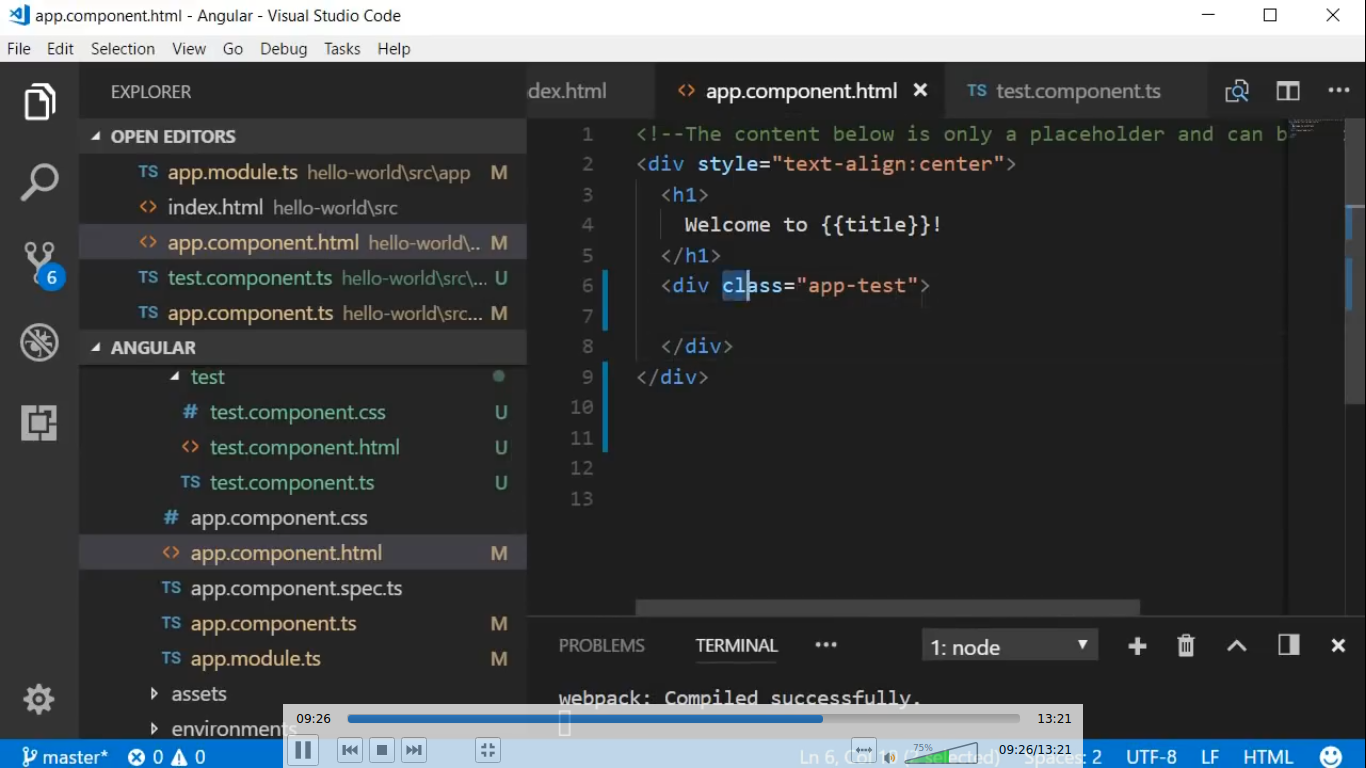 app.component.html - Angular - Visual Studio Code
File Edit Selection View Go Debug Tasks Help
EXPLORER
OPEN EDITORS
TS app.module.ts hello-world\src\app M
<> index.html hello-world\src
<> app.component.html hello-world\.. M
TS test.component.ts hello-world\src\... U
TS app.component.ts hello-world\src... M
ANGULAR
test
# test.component.css U
<> test.component.html U
TS test.component.ts U
# app.component.css
<> app.component.html M
TS app.component.spec.ts
TS app.component.ts M
TS app.module.ts M
assets
environments
6
dex.html <> app.component.html TS test.component.ts
1 <!--The content below is only a placeholder and can b
2 <div style="text-align:center">
3 <h1>
4 Welcome to {{title}}!
5 </h1>
6 <div class="app-test">
7
8 </div>
9 </div>
10
11
12
13
PROBLEMS TERMINAL ••• 1: node
webpack: Compiled successfully.
09:26 13:21
75% 09:26/13:21
master* 0 0 Ln 6, Col selected) Spaces: 2 UTF-8 LF HTML